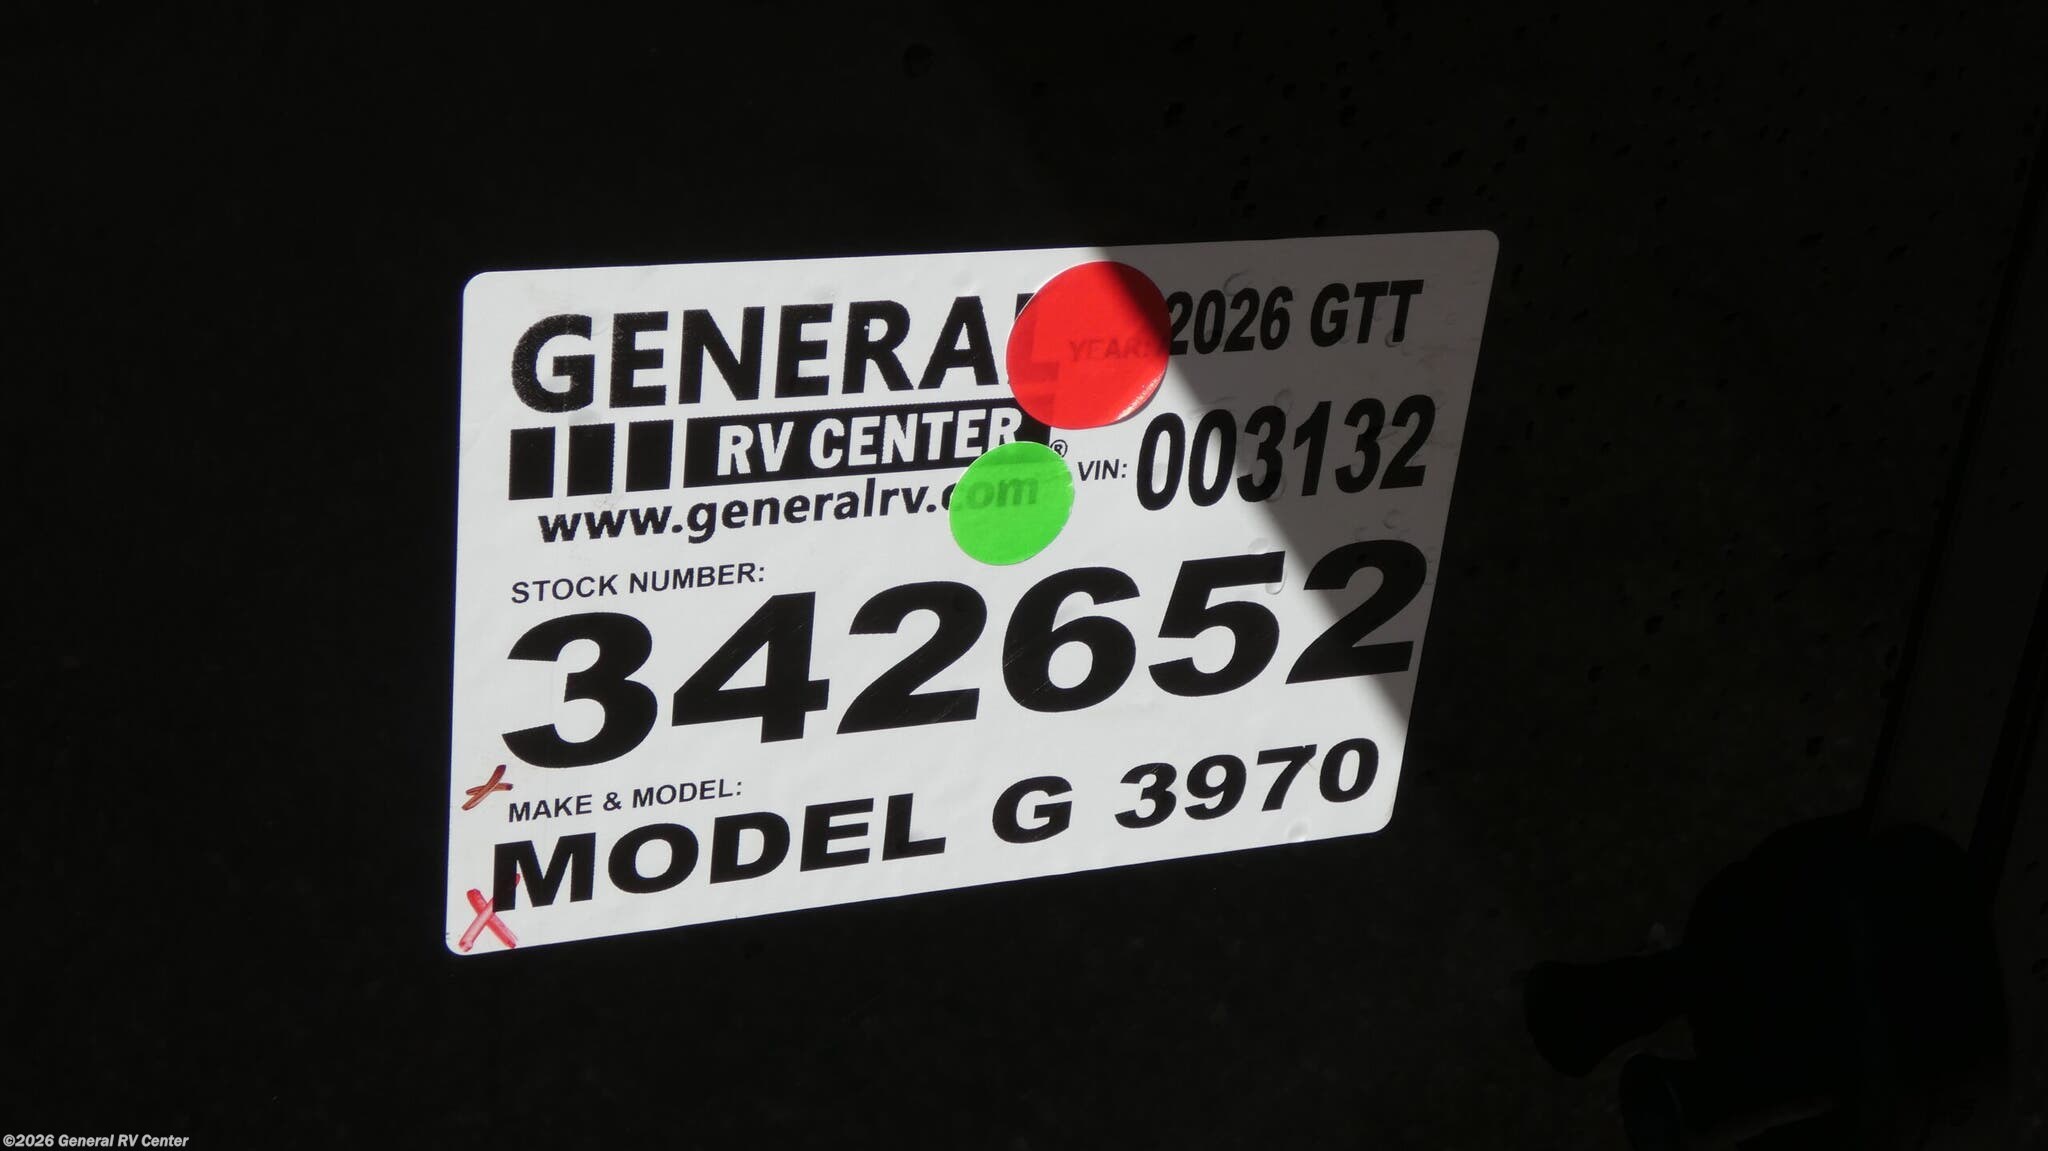 GENERAL
YEAR: 2026 GTT
RV CENTER®
www.generalrv.com
VIN: 003132
STOCK NUMBER:
342652
MAKE & MODEL:
MODEL G 3970
©2026 General RV Center